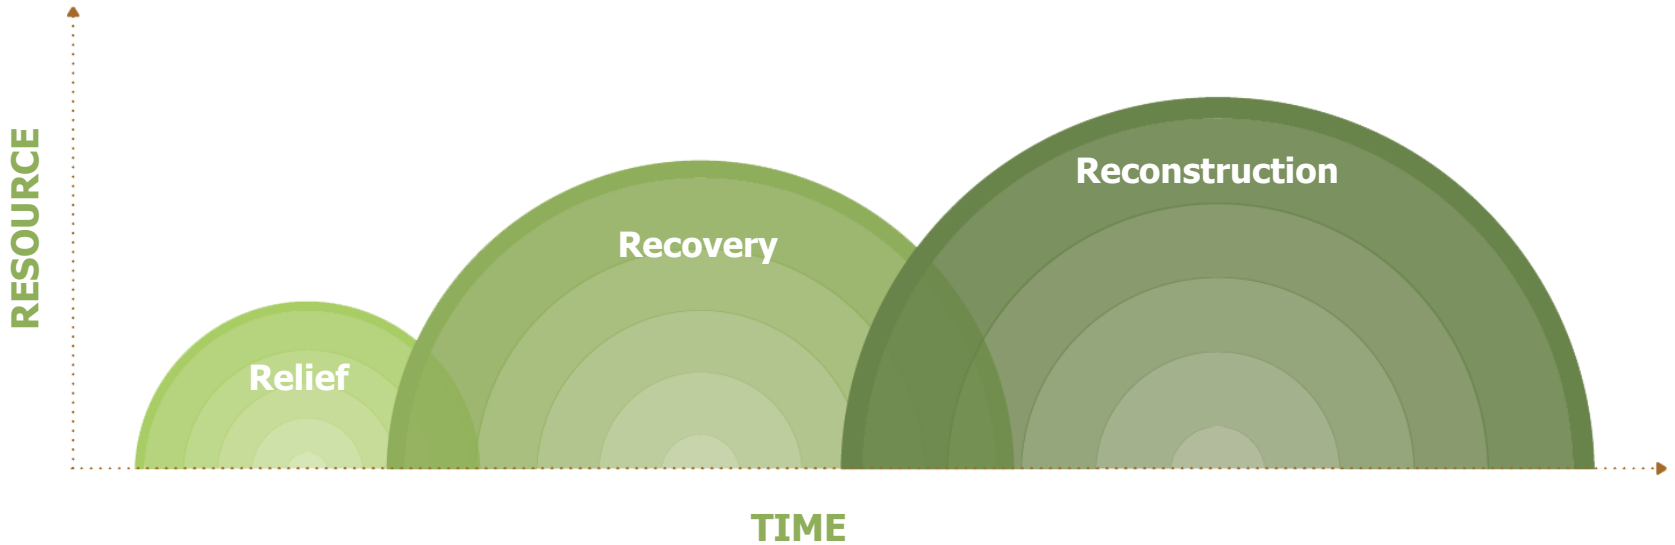 RESOURCE
Relief
Recovery
Reconstruction
TIME